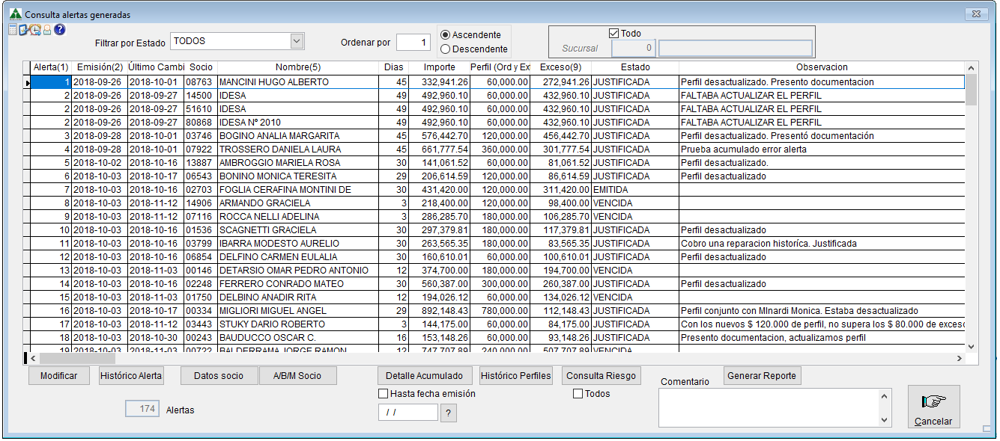 Consulta alertas generadas
Filtrar por Estado TODOS Ordenar por 1 Ascendente Descendente Todo Sucursal 0
Alerta(1) Emisión(2) Último Cambi Socio Nombre(5) Dias Importe Perfil (Ord y Ex Exceso(9) Estado Observacion
1 2018-09-26 2018-10-01 08763 MANCINI HUGO ALBERTO 45 332,941.26 60,000.00 272,941.26 JUSTIFICADA Perfil desactualizado. Presento documentacion
2 2018-09-26 2018-09-27 14500 IDESA 49 492,960.10 60,000.00 432,960.10 JUSTIFICADA FALTABA ACTUALIZAR EL PERFIL
2 2018-09-26 2018-09-27 51610 IDESA 49 492,960.10 60,000.00 432,960.10 JUSTIFICADA FALTABA ACTUALIZAR EL PERFIL
2 2018-09-26 2018-09-27 80868 IDESA Nº 2010 49 492,960.10 60,000.00 432,960.10 JUSTIFICADA FALTABA ACTUALIZAR EL PERFIL
3 2018-09-28 2018-10-01 03746 BOGINO ANALIA MARGARITA 45 576,442.70 120,000.00 456,442.70 JUSTIFICADA Perfil desactualizado. Presentó documentación
4 2018-09-28 2018-10-01 07922 TROSSERO DANIELA LAURA 45 661,777.54 360,000.00 301,777.54 JUSTIFICADA Prueba acumulado error alerta
5 2018-10-02 2018-10-16 13887 AMBROGGIO MARIELA ROSA 30 141,061.52 60,000.00 81,061.52 JUSTIFICADA Perfil desactualizado.
6 2018-10-03 2018-10-17 06543 BONINO MONICA TERESITA 29 206,614.59 120,000.00 86,614.59 JUSTIFICADA Perfil desactualizado
7 2018-10-03 2018-10-16 02703 FOGLIA CERAFINA MONTINI DE 30 431,420.00 120,000.00 311,420.00 EMITIDA
8 2018-10-03 2018-11-12 14906 ARMANDO GRACIELA 3 218,400.00 120,000.00 98,400.00 VENCIDA
9 2018-10-03 2018-11-12 07116 ROCCA NELLI ADELINA 3 286,285.70 180,000.00 106,285.70 VENCIDA
10 2018-10-03 2018-10-16 01536 SCAGNETTI GRACIELA 30 297,379.81 180,000.00 117,379.81 JUSTIFICADA Perfil desactualizado
11 2018-10-03 2018-10-16 03799 IBARRA MODESTO AURELIO 30 263,565.35 180,000.00 83,565.35 JUSTIFICADA Cobro una reparacion historíca. Justificada
12 2018-10-03 2018-10-16 06854 DELFINO CARMEN EULALIA 30 160,610.01 60,000.00 100,610.01 JUSTIFICADA Perfil desactualizado
13 2018-10-03 2018-11-03 00146 DETARSIO OMAR PEDRO ANTONIO 12 374,700.00 180,000.00 194,700.00 VENCIDA
14 2018-10-03 2018-10-16 02248 FERRERO CONRADO MATEO 30 560,387.00 300,000.00 260,387.00 JUSTIFICADA Perfil desactualizado
15 2018-10-03 2018-11-03 01750 DELBINO ANADIR RITA 12 194,026.12 60,000.00 134,026.12 VENCIDA
16 2018-10-03 2018-10-17 00334 MIGLIORI MIGUEL ANGEL 29 892,148.43 780,000.00 112,148.43 JUSTIFICADA Perfil conjunto con MInardi Monica. Estaba desactualizado
17 2018-10-03 2018-11-12 03443 STUKY DARIO ROBERTO 3 144,175.00 60,000.00 84,175.00 JUSTIFICADA Con los nuevos $ 120.000 de perfil, no supera los $ 80.000 de exceso
18 2018-10-03 2018-10-30 00243 BAUDUCCO OSCAR C. 16 153,148.26 60,000.00 93,148.26 JUSTIFICADA Presento documentacion, actualizamos perfil
19 2018-10-03 2018-11-03 00722 BALDERRAMA JORGE RAMON 12 747,707.89 240,000.00 507,707.89 VENCIDA
Modificar Histórico Alerta Datos socio A/B/M Socio Detalle Acumulado Histórico Perfiles Consulta Riesgo Comentario Generar Reporte
Hasta fecha emisión Todos
174 Alertas / / ? Cancelar